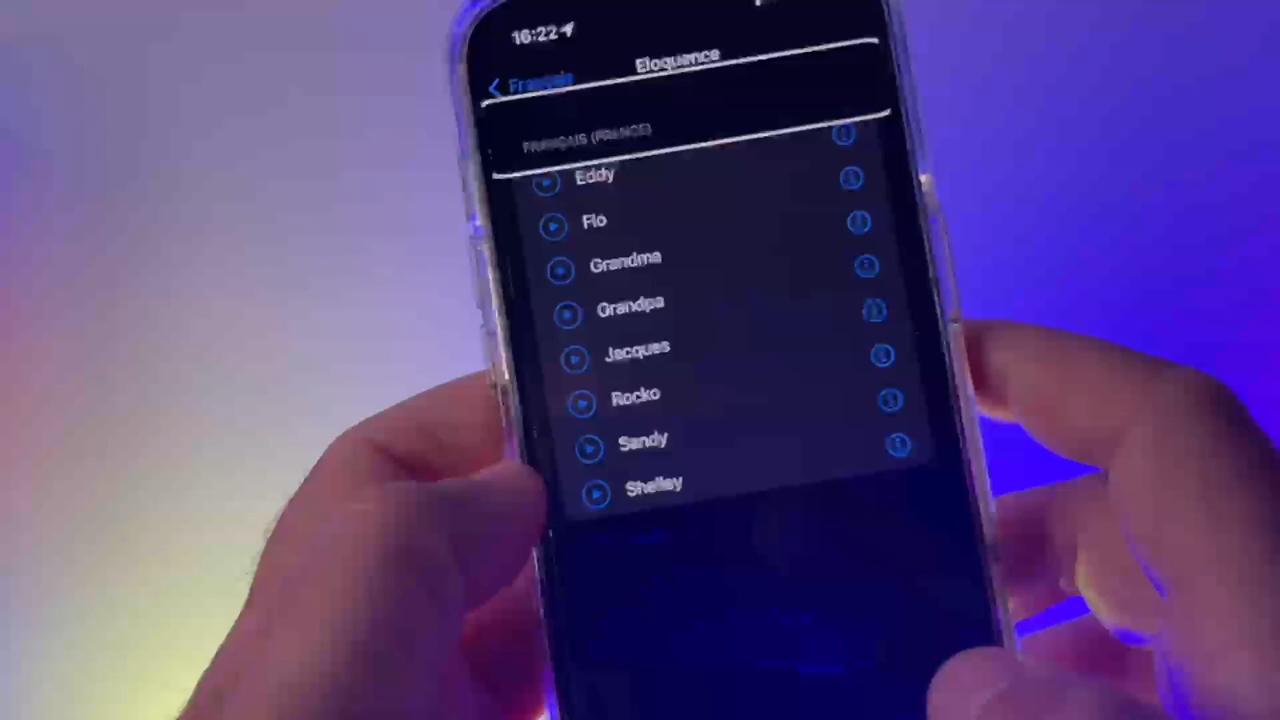 16:22
Eloquence
Français
FRANÇAIS (FRANCE)
Eddy
Flo
Grandma
Grandpa
Jacques
Rocko
Sandy
Shelley